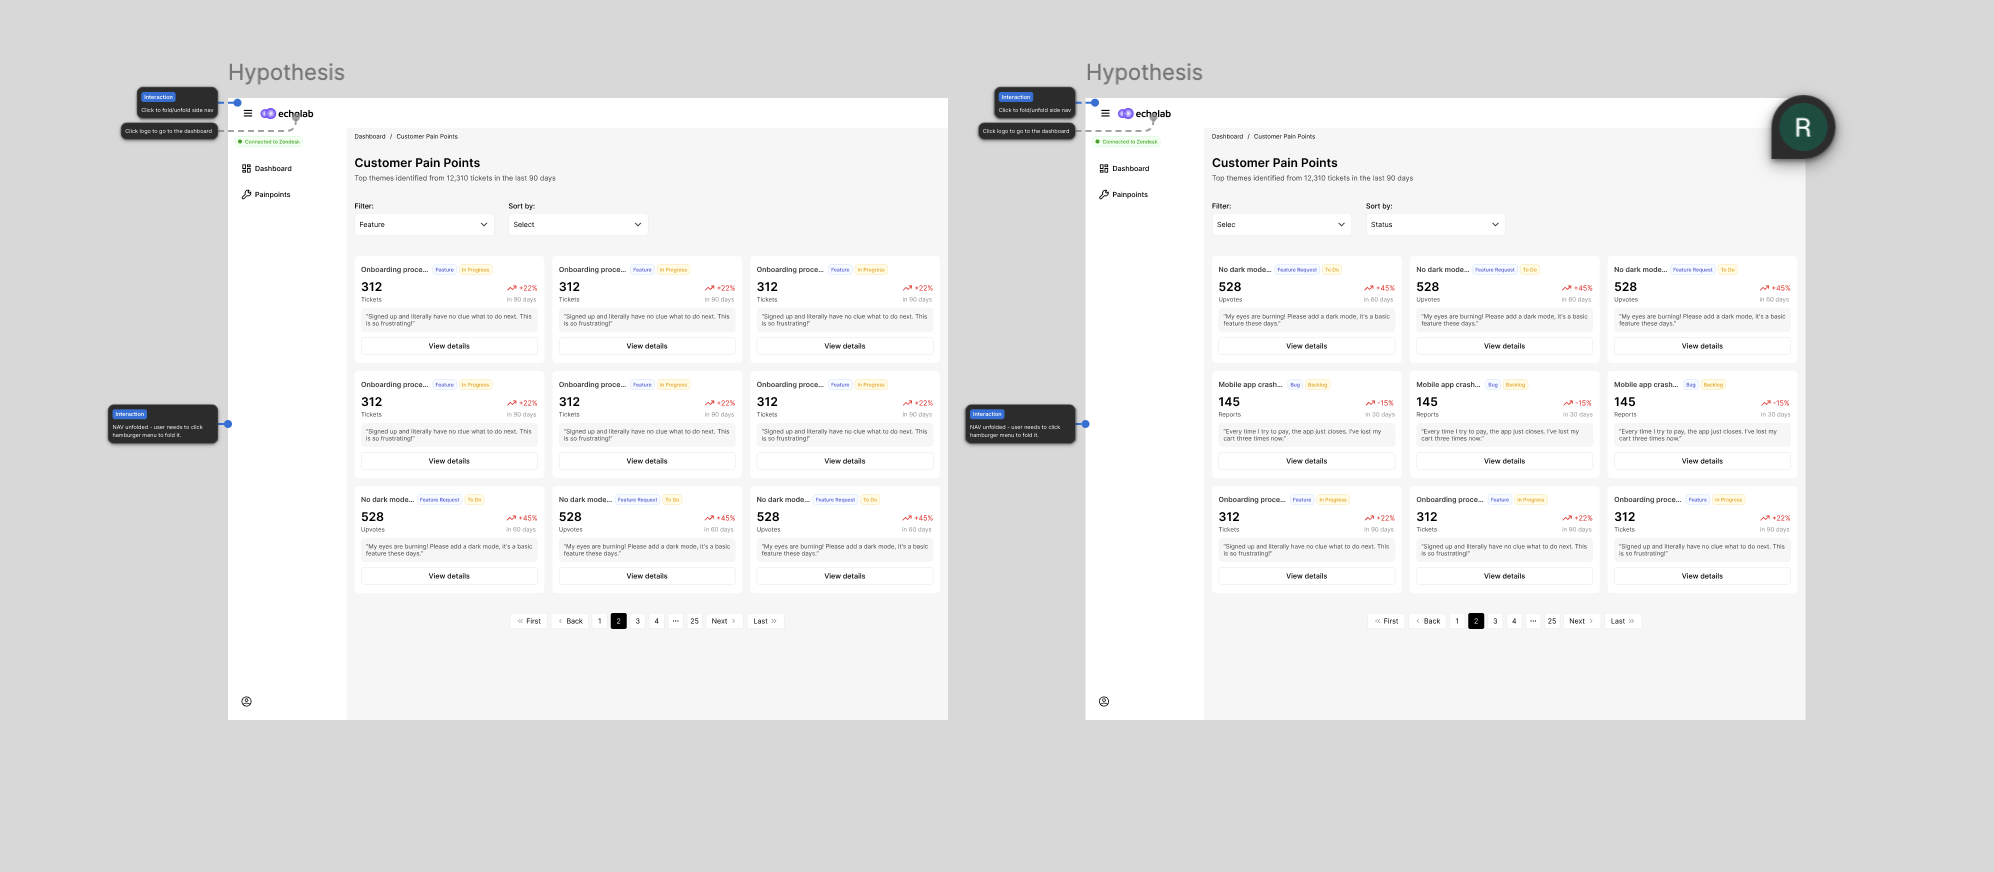 Hypothesis
Interaction
Click to fold/unfold side nav
Click logo to go to the dashboard
echolab
Connected to Zendesk
Dashboard
Painpoints
Interaction
NAV unfolded - user needs to click
hamburger menu to fold it.
Dashboard / Customer Pain Points
Customer Pain Points
Top themes identified from 12,310 tickets in the last 90 days
Filter: Sort by:
Feature Select
Onboarding proce... Feature In Progress Onboarding proce... Feature In Progress Onboarding proce... Feature In Progress
312 +22% 312 +22% 312 +22%
Tickets in 90 days Tickets in 90 days Tickets in 90 days
"Signed up and literally have no clue what to do next. This "Signed up and literally have no clue what to do next. This "Signed up and literally have no clue what to do next. This
is so frustrating!" is so frustrating!" is so frustrating!"
View details View details View details
Onboarding proce... Feature In Progress Onboarding proce... Feature In Progress Onboarding proce... Feature In Progress
312 +22% 312 +22% 312 +22%
Tickets in 90 days Tickets in 90 days Tickets in 90 days
"Signed up and literally have no clue what to do next. This "Signed up and literally have no clue what to do next. This "Signed up and literally have no clue what to do next. This
is so frustrating!" is so frustrating!" is so frustrating!"
View details View details View details
No dark mode... Feature Request To Do No dark mode... Feature Request To Do No dark mode... Feature Request To Do
528 +45% 528 +45% 528 +45%
Upvotes in 60 days Upvotes in 60 days Upvotes in 60 days
"My eyes are burning! Please add a dark mode, it's a basic "My eyes are burning! Please add a dark mode, it's a basic "My eyes are burning! Please add a dark mode, it's a basic
feature these days." feature these days." feature these days."
View details View details View details
« First ‹ Back 1 2 3 4 ··· 25 Next › Last »
Hypothesis
Interaction
Click to fold/unfold side nav
Click logo to go to the dashboard
echolab
Connected to Zendesk
Dashboard
Painpoints
Interaction
NAV unfolded - user needs to click
hamburger menu to fold it.
R
Dashboard / Customer Pain Points
Customer Pain Points
Top themes identified from 12,310 tickets in the last 90 days
Filter: Sort by:
Selec Status
No dark mode... Feature Request To Do No dark mode... Feature Request To Do No dark mode... Feature Request To Do
528 +45% 528 +45% 528 +45%
Upvotes in 60 days Upvotes in 60 days Upvotes in 60 days
"My eyes are burning! Please add a dark mode, it's a basic "My eyes are burning! Please add a dark mode, it's a basic "My eyes are burning! Please add a dark mode, it's a basic
feature these days." feature these days." feature these days."
View details View details View details
Mobile app crash... Bug Backlog Mobile app crash... Bug Backlog Mobile app crash... Bug Backlog
145 -15% 145 -15% 145 -15%
Reports in 30 days Reports in 30 days Reports in 30 days
"Every time I try to pay, the app just closes. I've lost my "Every time I try to pay, the app just closes. I've lost my "Every time I try to pay, the app just closes. I've lost my
cart three times now." cart three times now." cart three times now."
View details View details View details
Onboarding proce... Feature In Progress Onboarding proce... Feature In Progress Onboarding proce... Feature In Progress
312 +22% 312 +22% 312 +22%
Tickets in 90 days Tickets in 90 days Tickets in 90 days
"Signed up and literally have no clue what to do next. This "Signed up and literally have no clue what to do next. This "Signed up and literally have no clue what to do next. This
is so frustrating!" is so frustrating!" is so frustrating!"
View details View details View details
« First ‹ Back 1 2 3 4 ··· 25 Next › Last »